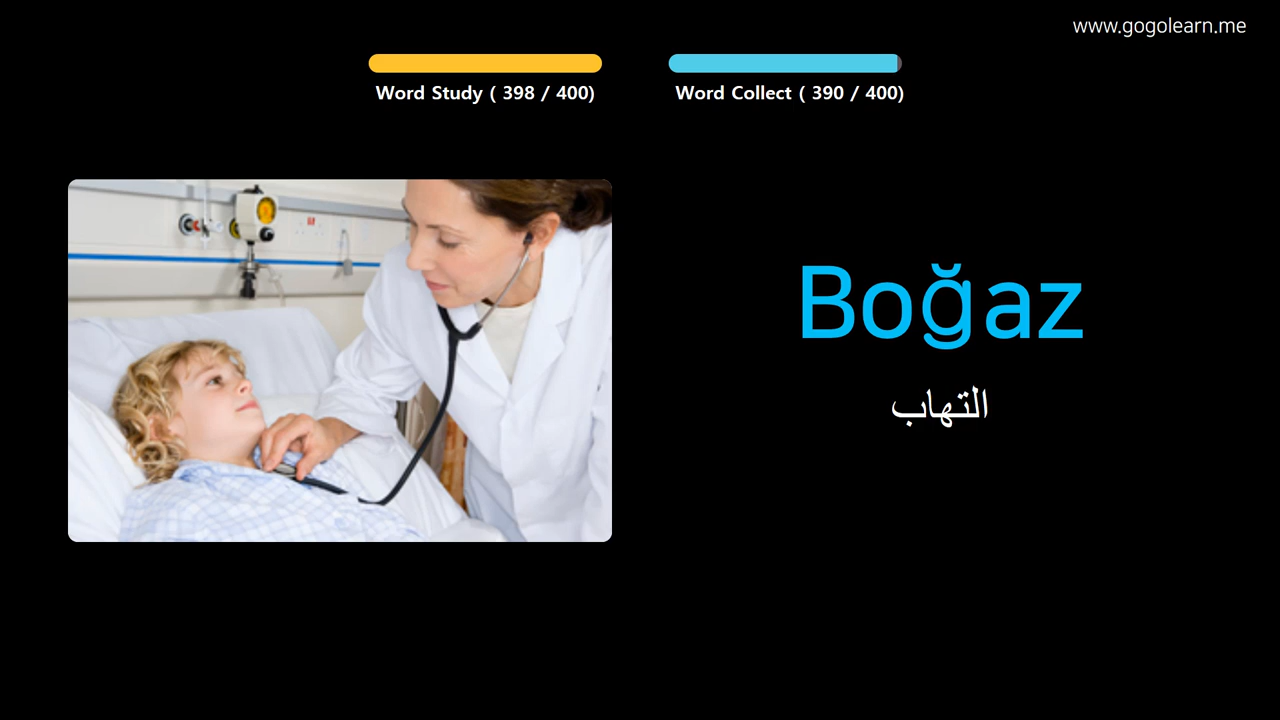 www.gogolearn.me
Word Study ( 398 / 400)
Word Collect ( 390 / 400)
Boğaz
التهاب